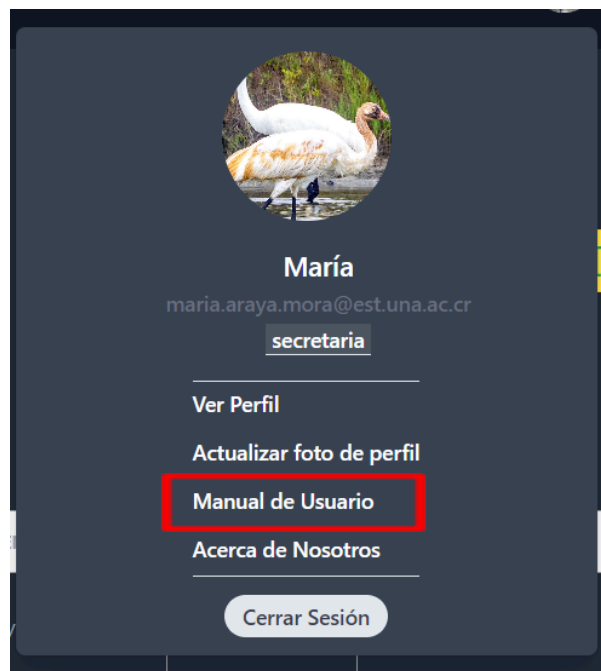 María
maria.araya.mora@est.una.ac.cr
secretaria
Ver Perfil
Actualizar foto de perfil
Manual de Usuario
Acerca de Nosotros
Cerrar Sesión